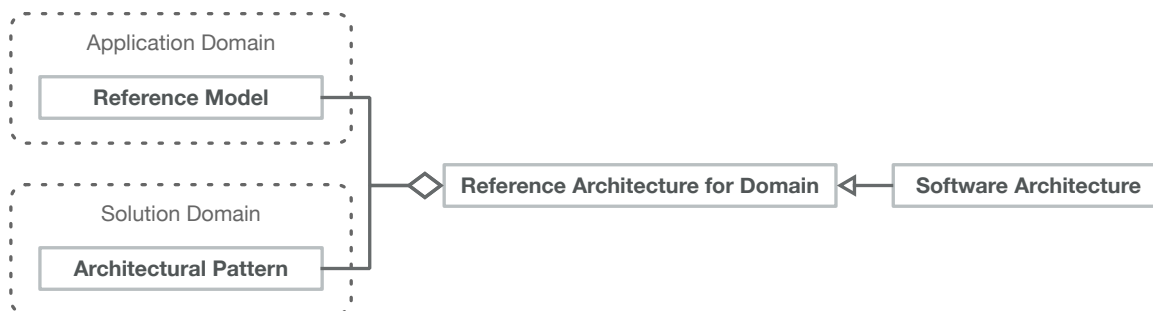 Application Domain
Reference Model
Solution Domain
Architectural Pattern
Reference Architecture for Domain
Software Architecture